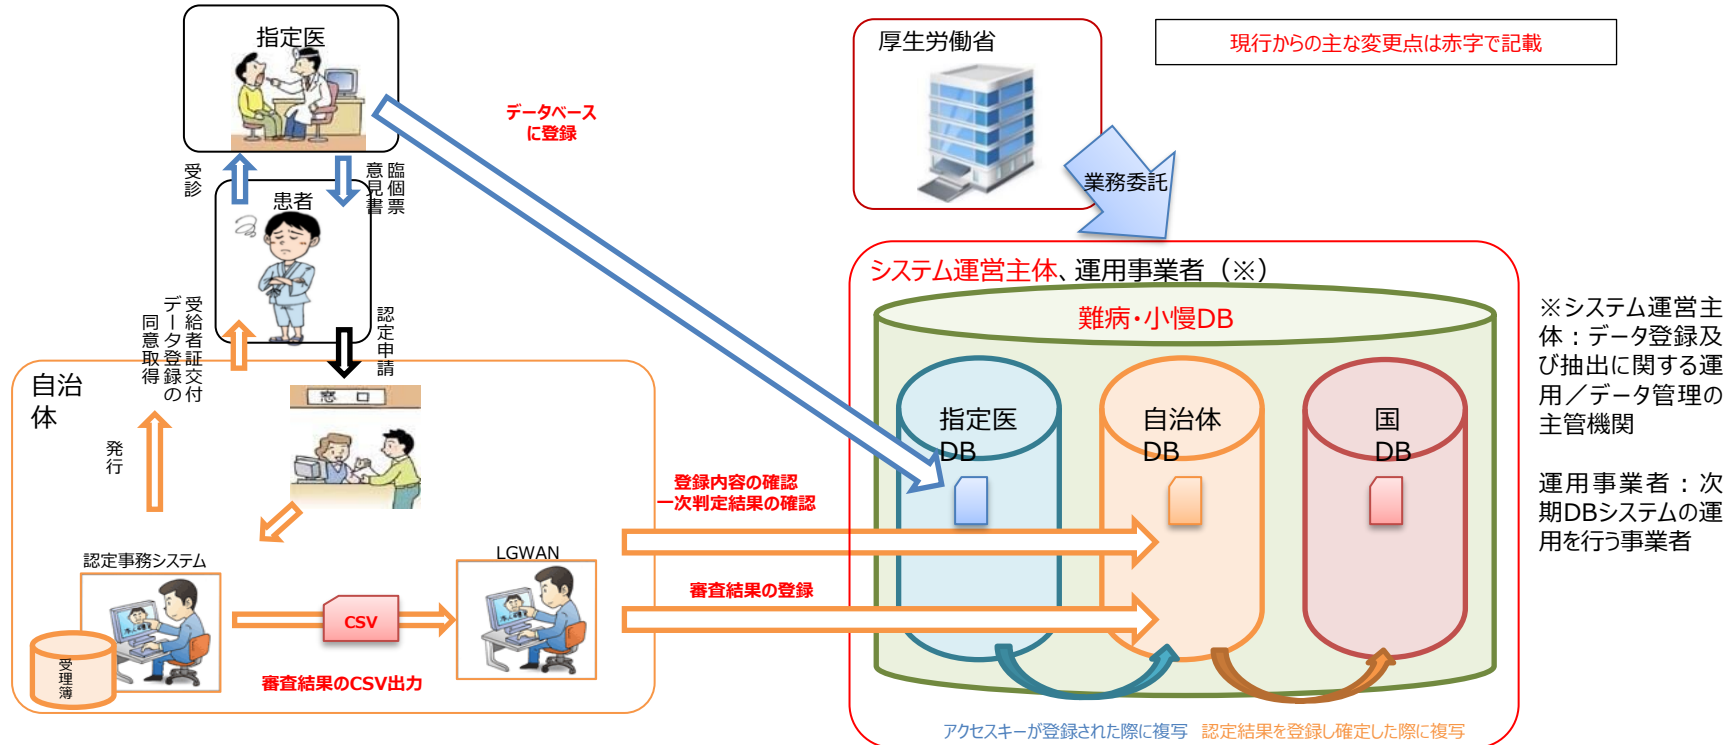 指定医
厚生労働省
現行からの主な変更点は赤字で記載
データベース
に登録
受診
臨個票
意見書
業務委託
患者
システム運営主体、運用事業者（※）
難病・小慢DB
受給者証交付
データ登録の
同意取得
認定申請
※システム運営主
体：データ登録及
び抽出に関する運
用／データ管理の
主管機関
運用事業者：次
期DBシステムの運
用を行う事業者
自治
体
窓 口
指定医
DB
自治体
DB
国
DB
発行
登録内容の確認
一次判定結果の確認
認定事務システム
LGWAN
審査結果の登録
CSV
受理簿
審査結果のCSV出力
アクセスキーが登録された際に複写
認定結果を登録し確定した際に複写